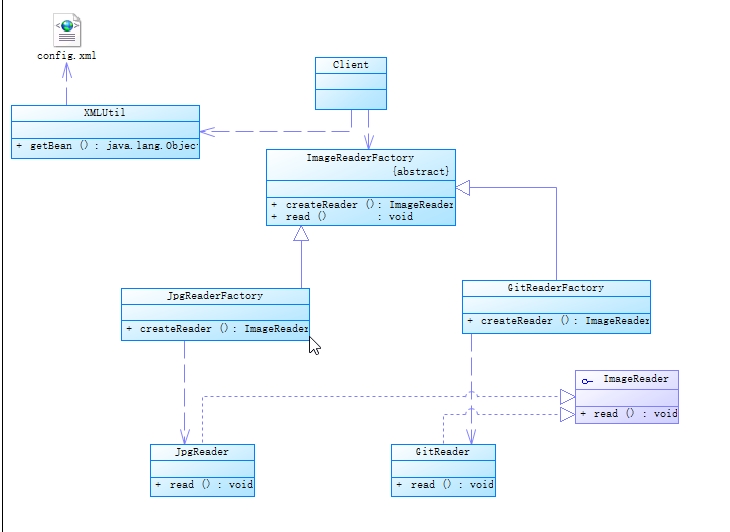 config.xml
Client
XMLUtil
+ getBean () : java.lang.Objec
ImageReaderFactory
{abstract}
+ createReader () : ImageReader
+ read () : void
JpgReaderFactory
+ createReader () : ImageReader
GitReaderFactory
+ createReader () : ImageReader
ImageReader
+ read () : void
JpgReader
+ read () : void
GitReader
+ read () : void